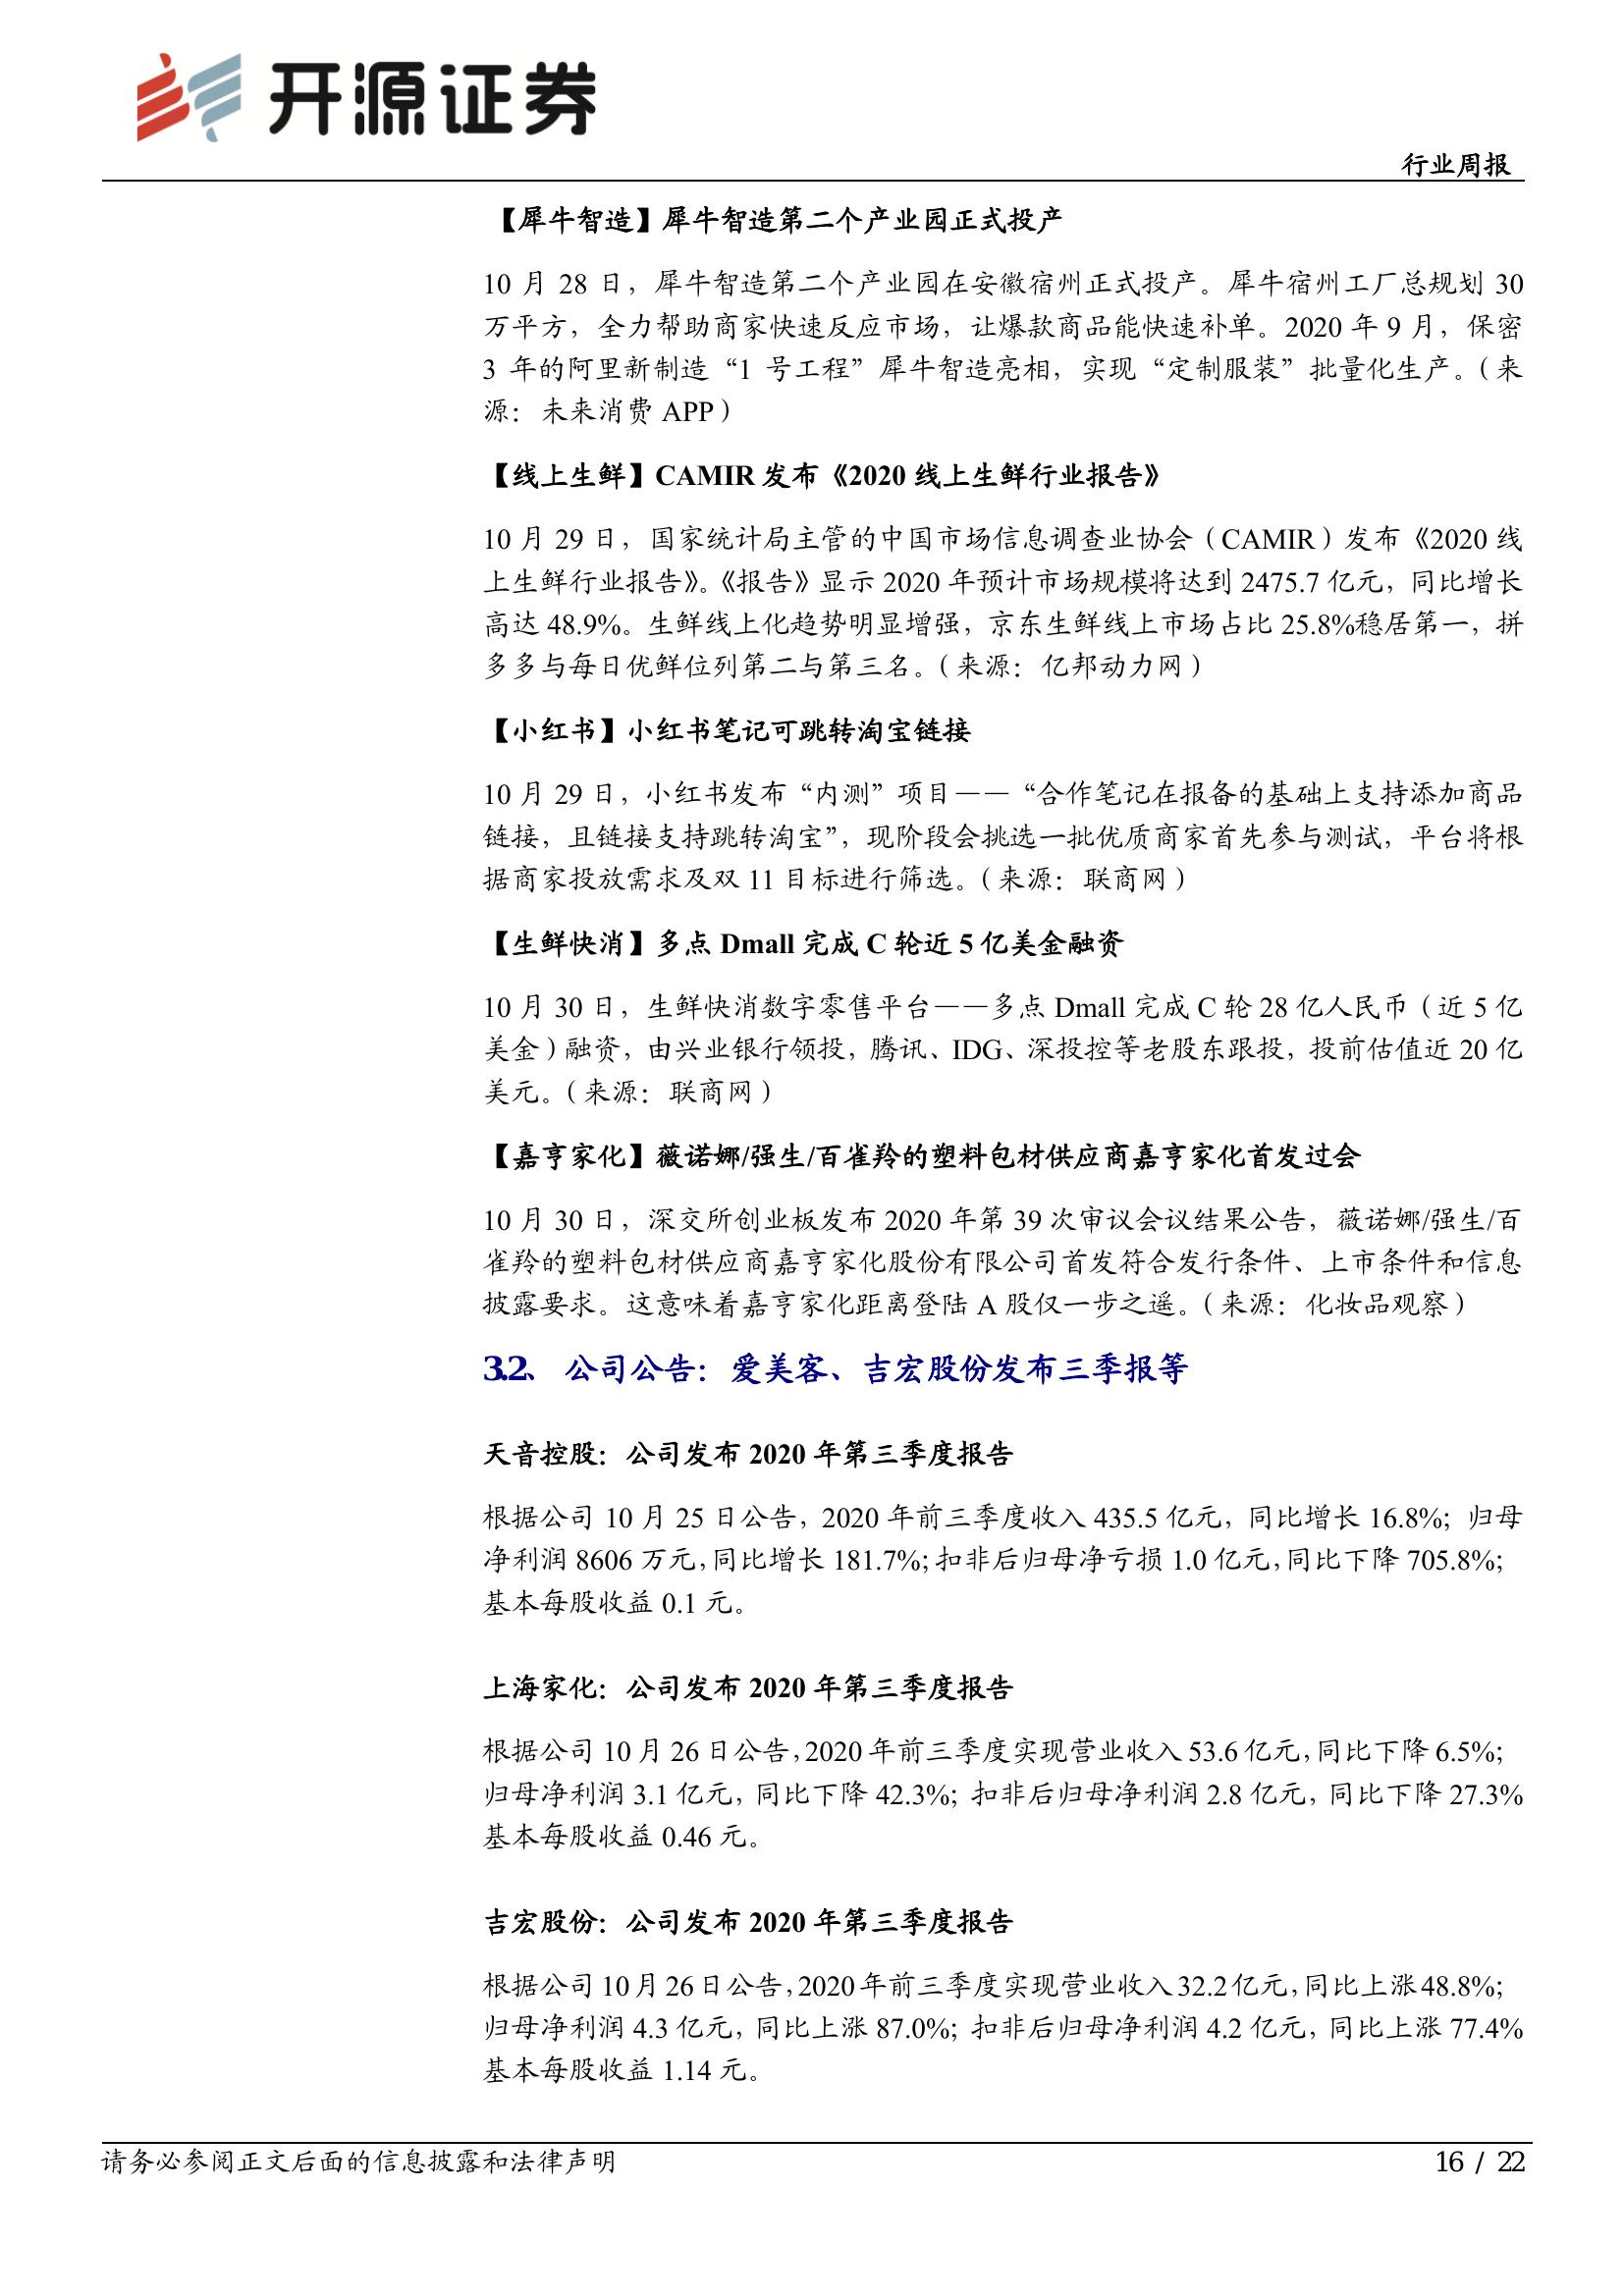 开源证券
行业周报
【犀牛智造】犀牛智造第二个产业园正式投产
10 月 28 日，犀牛智造第二个产业园在安徽宿州正式投产。犀牛宿州工厂总规划 30
万平方，全力帮助商家快速反应市场，让爆款商品能快速补单。2020 年 9 月，保密
3 年的阿里新制造“1 号工程”犀牛智造亮相，实现“定制服装”批量化生产。（来
源：未来消费 APP）
【线上生鲜】CAMIR 发布《2020 线上生鲜行业报告》
10 月 29 日，国家统计局主管的中国市场信息调查业协会（CAMIR）发布《2020 线
上生鲜行业报告》。《报告》显示 2020 年预计市场规模将达到 2475.7 亿元，同比增长
高达 48.9%。生鲜线上化趋势明显增强，京东生鲜线上市场占比 25.8%稳居第一，拼
多多与每日优鲜位列第二与第三名。（来源：亿邦动力网）
【小红书】小红书笔记可跳转淘宝链接
10 月 29 日，小红书发布“内测”项目——“合作笔记在报备的基础上支持添加商品
链接，且链接支持跳转淘宝”，现阶段会挑选一批优质商家首先参与测试，平台将根
据商家投放需求及双 11 目标进行筛选。（来源：联商网）
【生鲜快消】多点 Dmall 完成 C 轮近 5 亿美金融资
10 月 30 日，生鲜快消数字零售平台——多点 Dmall 完成 C 轮 28 亿人民币（近 5 亿
美金）融资，由兴业银行领投，腾讯、IDG、深投控等老股东跟投，投前估值近 20 亿
美元。（来源：联商网）
【嘉亨家化】薇诺娜/强生/百雀羚的塑料包材供应商嘉亨家化首发过会
10 月 30 日，深交所创业板发布 2020 年第 39 次审议会议结果公告，薇诺娜/强生/百
雀羚的塑料包材供应商嘉亨家化股份有限公司首发符合发行条件、上市条件和信息
披露要求。这意味着嘉亨家化距离登陆 A 股仅一步之遥。（来源：化妆品观察）
3.2、 公司公告：爱美客、吉宏股份发布三季报等
天音控股：公司发布 2020 年第三季度报告
根据公司 10 月 25 日公告，2020 年前三季度收入 435.5 亿元，同比增长 16.8%；归母
净利润 8606 万元，同比增长 181.7%；扣非后归母净亏损 1.0 亿元，同比下降 705.8%；
基本每股收益 0.1 元。
上海家化：公司发布 2020 年第三季度报告
根据公司 10 月 26 日公告，2020 年前三季度实现营业收入 53.6 亿元，同比下降 6.5%；
归母净利润 3.1 亿元，同比下降 42.3%；扣非后归母净利润 2.8 亿元，同比下降 27.3%
基本每股收益 0.46 元。
吉宏股份：公司发布 2020 年第三季度报告
根据公司 10 月 26 日公告，2020 年前三季度实现营业收入 32.2 亿元，同比上涨 48.8%；
归母净利润 4.3 亿元，同比上涨 87.0%；扣非后归母净利润 4.2 亿元，同比上涨 77.4%
基本每股收益 1.14 元。
请务必参阅正文后面的信息披露和法律声明
16 / 22